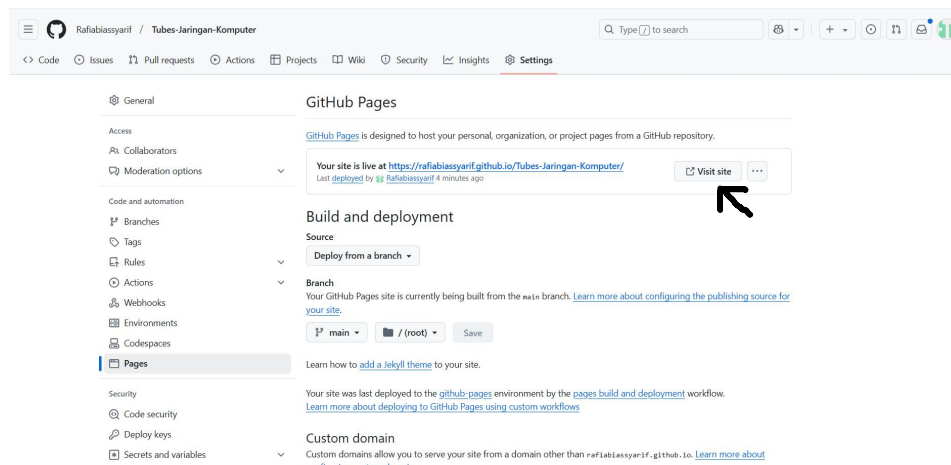 Rafiabiassyarif / Tubes-Jaringan-Komputer
Type / to search
Code Issues Pull requests Actions Projects Wiki Security Insights Settings
General
Access
Collaborators
Moderation options
Code and automation
Branches
Tags
Rules
Actions
Webhooks
Environments
Codespaces
Pages
Security
Code security
Deploy keys
Secrets and variables
GitHub Pages
GitHub Pages is designed to host your personal, organization, or project pages from a GitHub repository.
Your site is live at https://rafiabiassyarif.github.io/Tubes-Jaringan-Komputer/
Last deployed by Rafiabiassyarif 4 minutes ago
Visit site
Build and deployment
Source
Deploy from a branch
Branch
Your GitHub Pages site is currently being built from the main branch. Learn more about configuring the publishing source for
your site.
main / (root) Save
Learn how to add a Jekyll theme to your site.
Your site was last deployed to the github-pages environment by the pages build and deployment workflow.
Learn more about deploying to GitHub Pages using custom workflows
Custom domain
Custom domains allow you to serve your site from a domain other than rafiabiassyarif.github.io. Learn more about